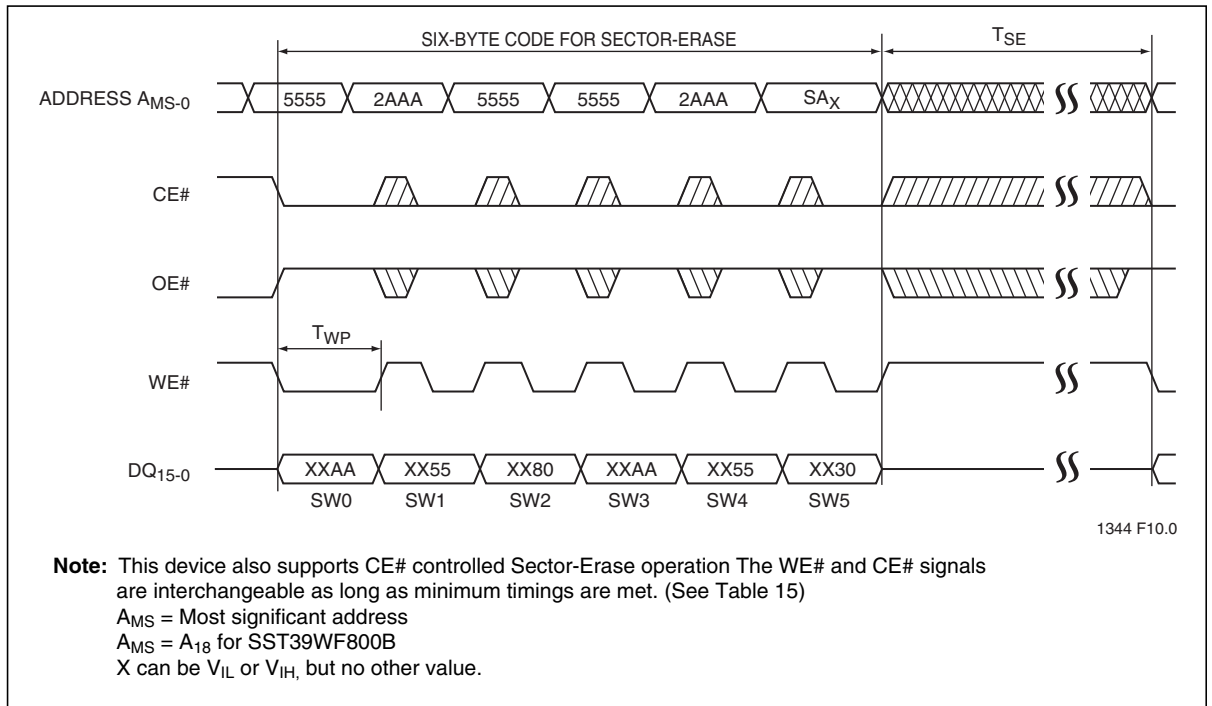 SIX-BYTE CODE FOR SECTOR-ERASE TSE
ADDRESS AMS-0 5555 2AAA 5555 5555 2AAA SAX
CE#
OE#
TWP
WE#
DQ15-0 XXAA XX55 XX80 XXAA XX55 XX30
SW0 SW1 SW2 SW3 SW4 SW5
1344 F10.0
Note: This device also supports CE# controlled Sector-Erase operation The WE# and CE# signals
are interchangeable as long as minimum timings are met. (See Table 15)
AMS = Most significant address
AMS = A18 for SST39WF800B
X can be VIL or VIH, but no other value.